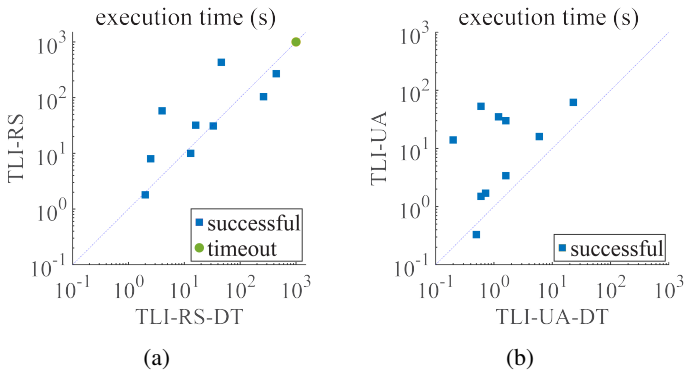 execution time (s)
TLI-RS
10^3
10^2
10^1
10^0
10^-1
successful
timeout
10^-1 10^0 10^1 10^2 10^3
TLI-RS-DT
(a)
execution time (s)
TLI-UA
10^3
10^2
10^1
10^0
10^-1
successful
10^-1 10^0 10^1 10^2 10^3
TLI-UA-DT
(b)